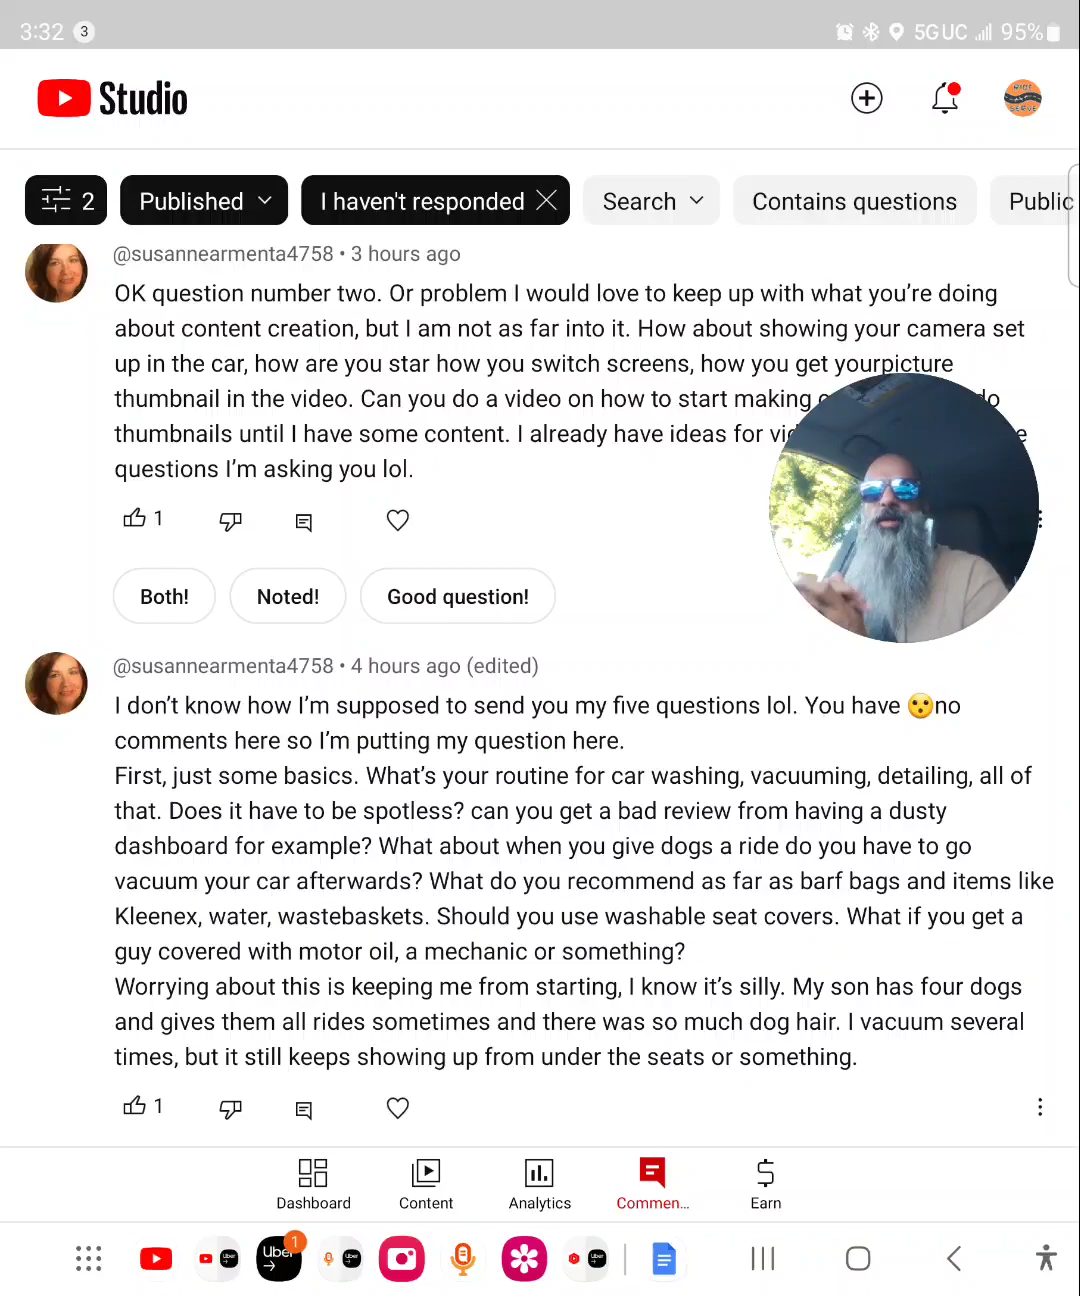 3:32 3 5G UC 95%
Studio
2 Published I haven't responded Search Contains questions Public
@susannearmenta4758 • 3 hours ago
OK question number two. Or problem I would love to keep up with what you're doing
about content creation, but I am not as far into it. How about showing your camera set
up in the car, how are you star how you switch screens, how you get yourpicture
thumbnail in the video. Can you do a video on how to start making
thumbnails until I have some content. I already have ideas for
questions I'm asking you lol.
1
Both! Noted! Good question!
@susannearmenta4758 • 4 hours ago (edited)
I don't know how I'm supposed to send you my five questions lol. You have 😮no
comments here so I'm putting my question here.
First, just some basics. What's your routine for car washing, vacuuming, detailing, all of
that. Does it have to be spotless? can you get a bad review from having a dusty
dashboard for example? What about when you give dogs a ride do you have to go
vacuum your car afterwards? What do you recommend as far as barf bags and items like
Kleenex, water, wastebaskets. Should you use washable seat covers. What if you get a
guy covered with motor oil, a mechanic or something?
Worrying about this is keeping me from starting, I know it's silly. My son has four dogs
and gives them all rides sometimes and there was so much dog hair. I vacuum several
times, but it still keeps showing up from under the seats or something.
1
Dashboard Content Analytics Commen... Earn
Uber 1